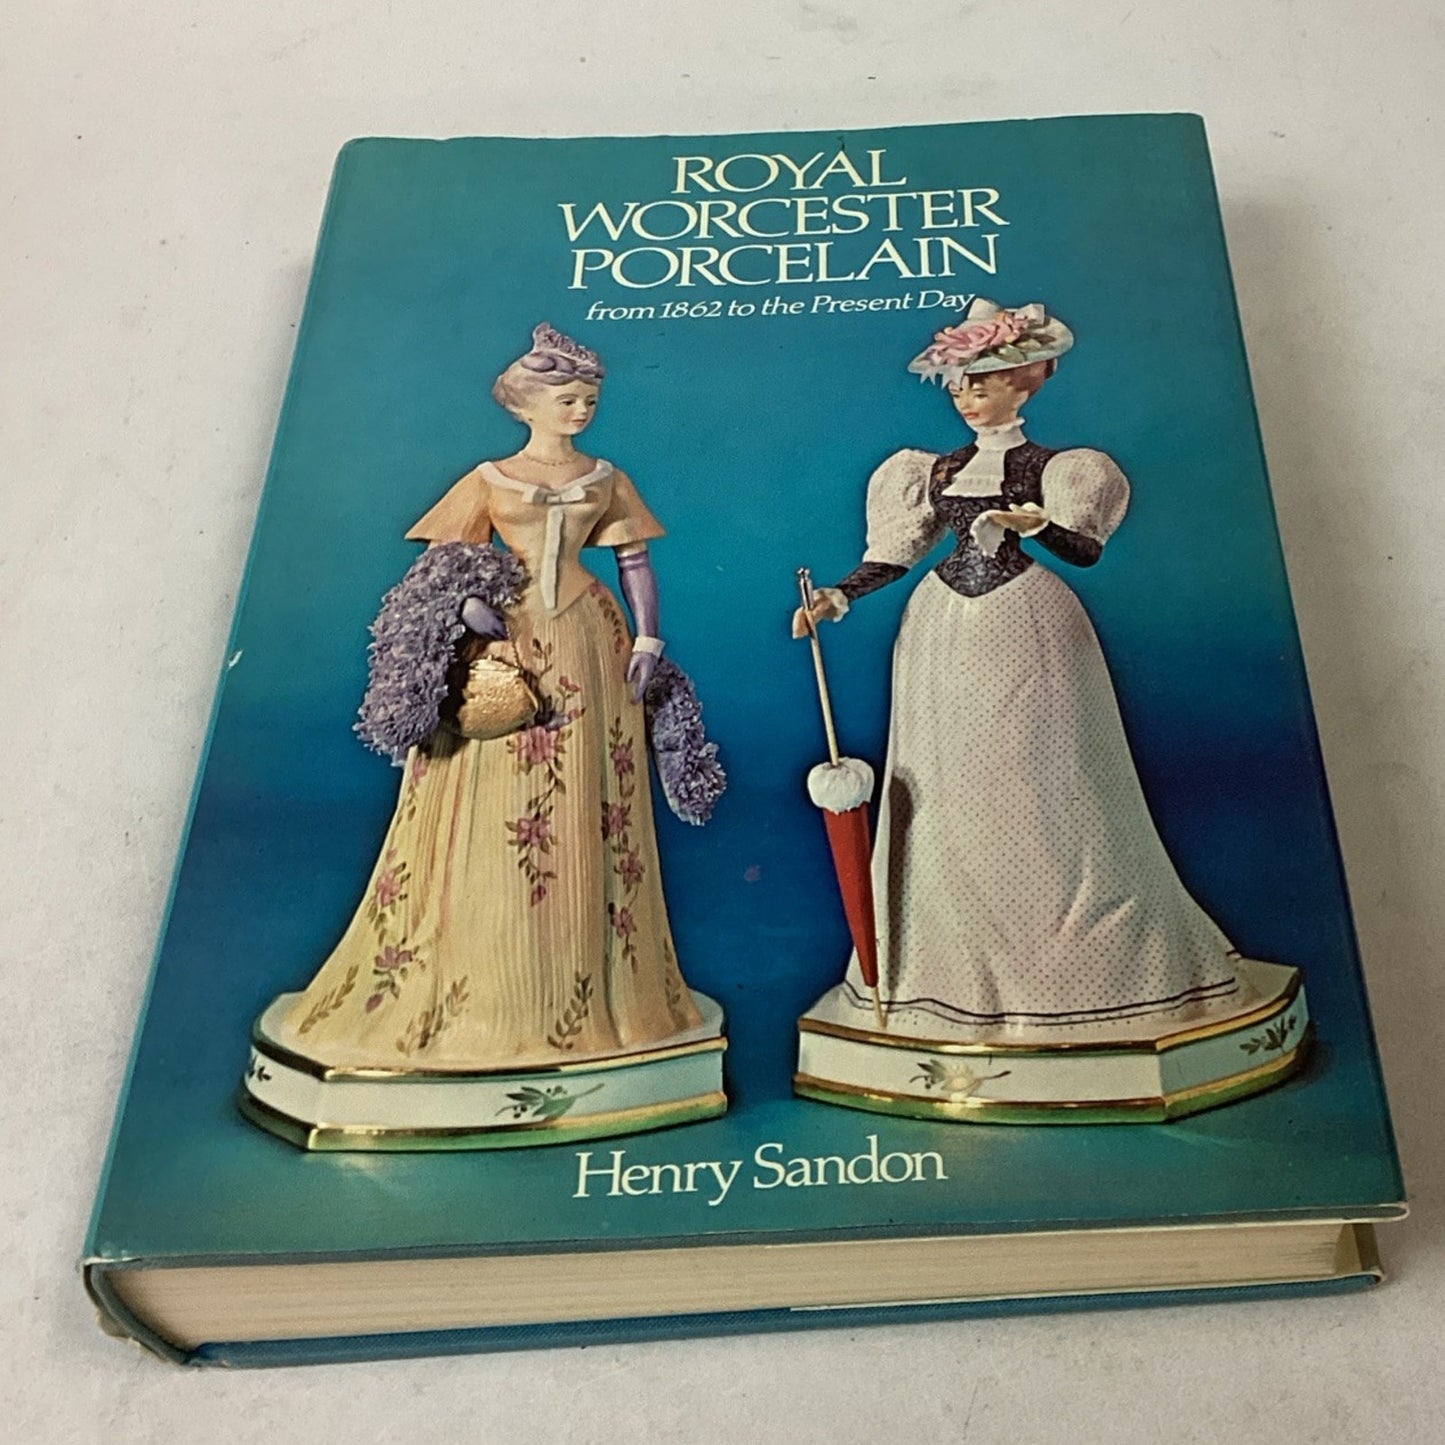 ROYAL
WORCESTER
PORCELAIN
from 1862 to the Present Day
Henry Sandon